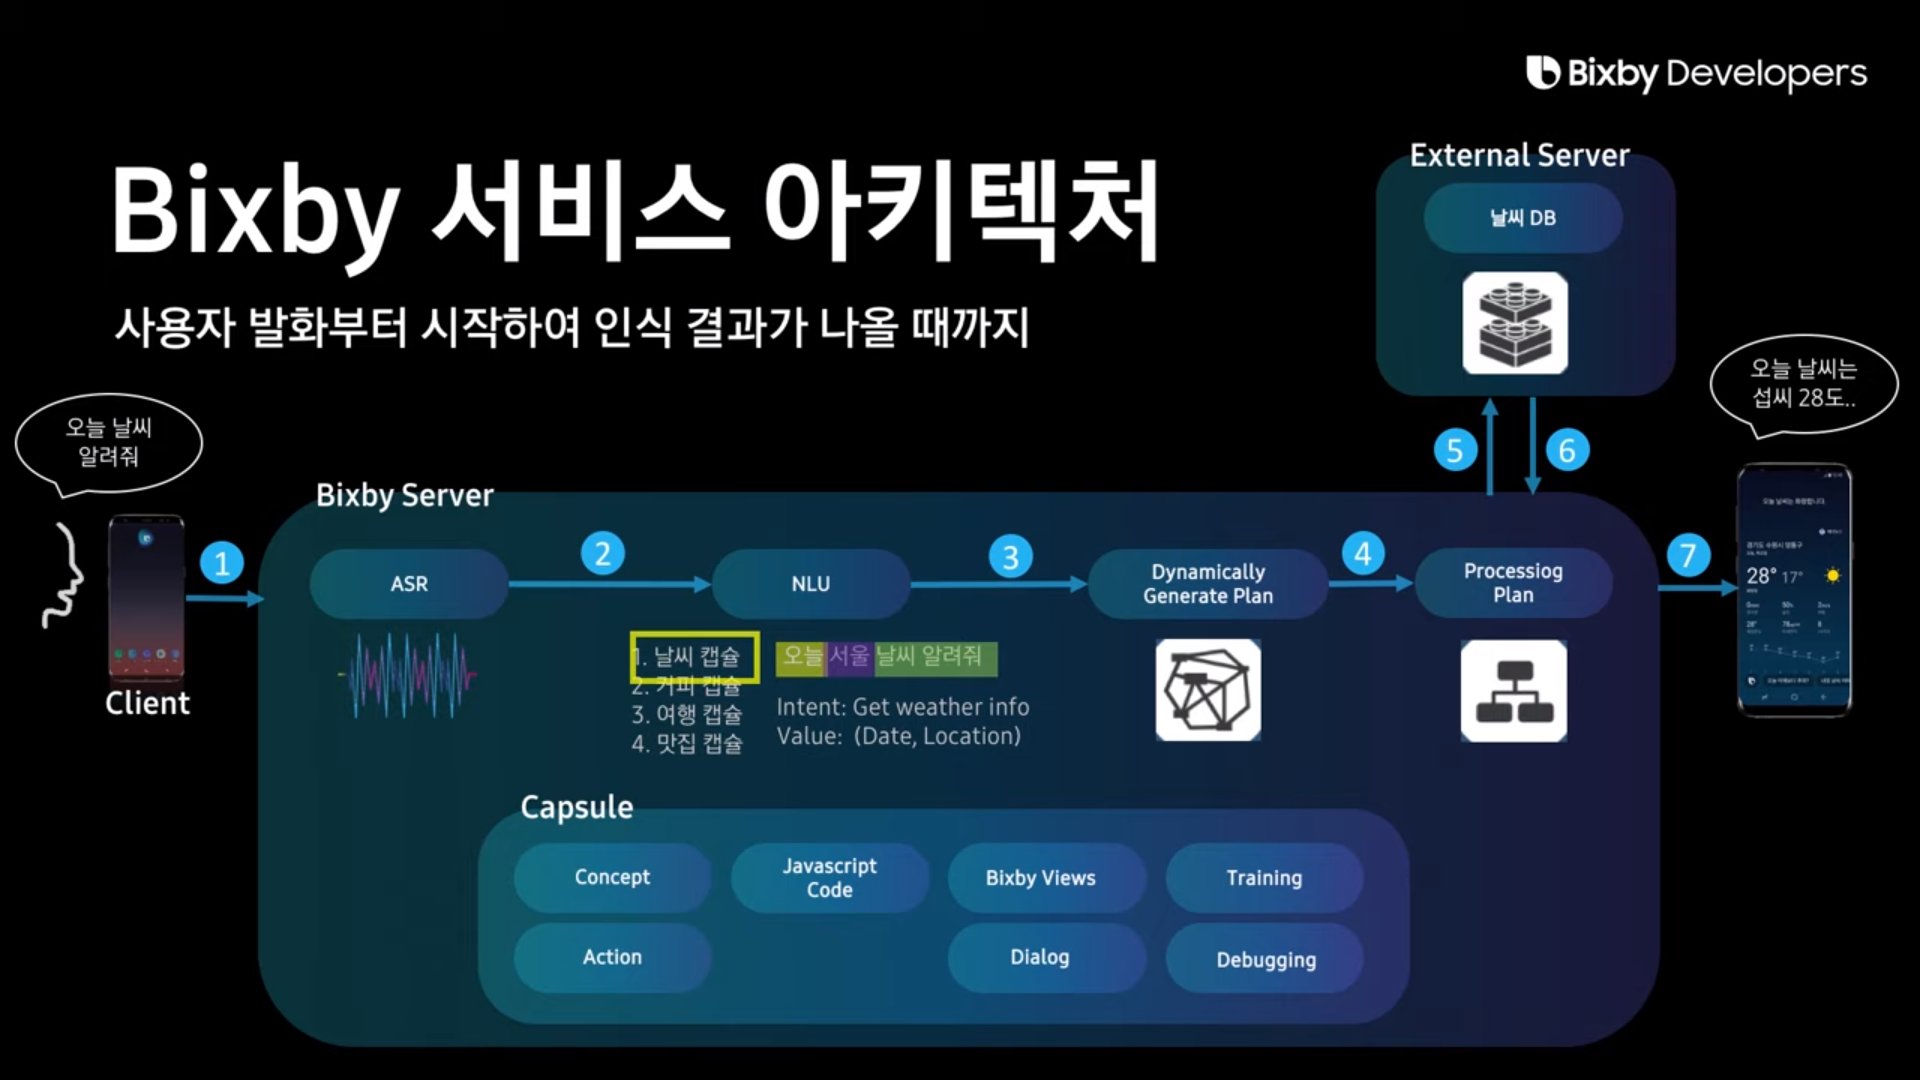 Bixby Developers
Bixby 서비스 아키텍처
사용자 발화부터 시작하여 인식 결과가 나올 때까지
External Server
날씨 DB
오늘 날씨
알려줘
오늘 날씨는
섭씨 28도..
5
6
Client
1
Bixby Server
ASR
2
NLU
3
Dynamically
Generate Plan
4
Processiog
Plan
7
1. 날씨 캡슐
2. 커피 캡슐
3. 여행 캡슐
4. 맛집 캡슐
오늘 서울 날씨 알려줘
Intent: Get weather info
Value: (Date, Location)
28° 17°
Capsule
Concept
Javascript
Code
Bixby Views
Training
Action
Dialog
Debugging